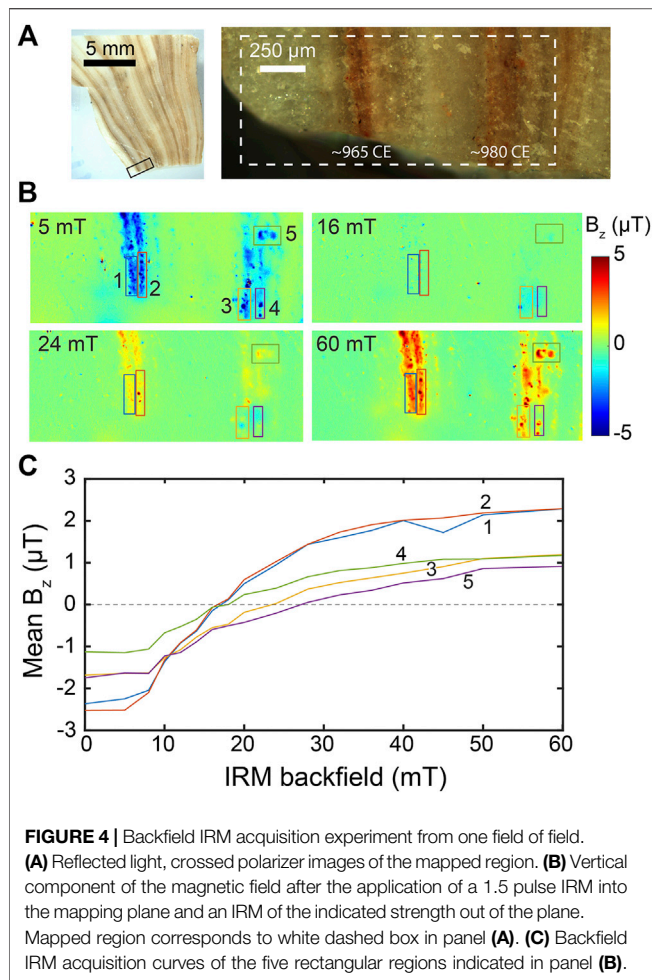 A
5 mm
250 µm
~965 CE
~980 CE
B
5 mT
1
2
3
4
5
16 mT
24 mT
60 mT
Bz (µT)
5
0
-5
C
3
2
1
0
-1
-2
-3
Mean Bz (µT)
2
1
4
3
5
0
10
20
30
40
50
60
IRM backfield (mT)
FIGURE 4 | Backfield IRM acquisition experiment from one field of field.
(A) Reflected light, crossed polarizer images of the mapped region. (B) Vertical
component of the magnetic field after the application of a 1.5 pulse IRM into
the mapping plane and an IRM of the indicated strength out of the plane.
Mapped region corresponds to white dashed box in panel (A). (C) Backfield
IRM acquisition curves of the five rectangular regions indicated in panel (B).